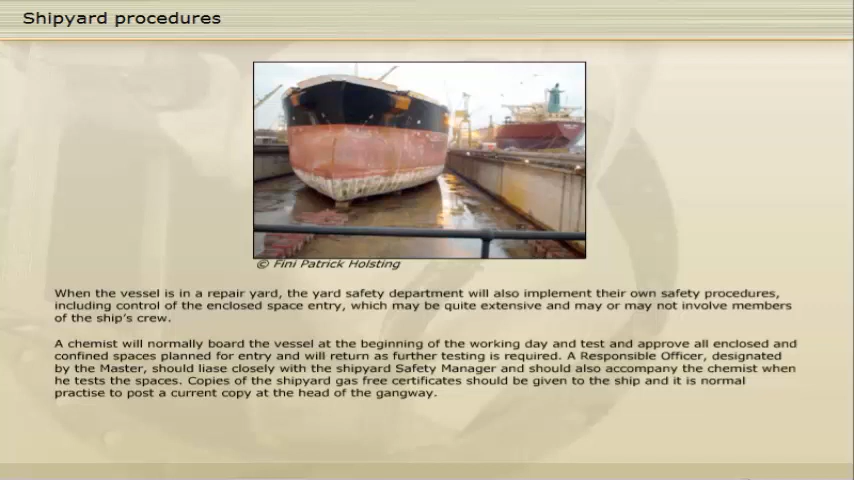 Shipyard procedures
© Fini Patrick Holsting
When the vessel is in a repair yard, the yard safety department will also implement their own safety procedures,
including control of the enclosed space entry, which may be quite extensive and may or may not involve members
of the ship's crew.
A chemist will normally board the vessel at the beginning of the working day and test and approve all enclosed and
confined spaces planned for entry and will return as further testing is required. A Responsible Officer, designated
by the Master, should liase closely with the shipyard Safety Manager and should also accompany the chemist when
he tests the spaces. Copies of the shipyard gas free certificates should be given to the ship and it is normal
practise to post a current copy at the head of the gangway.